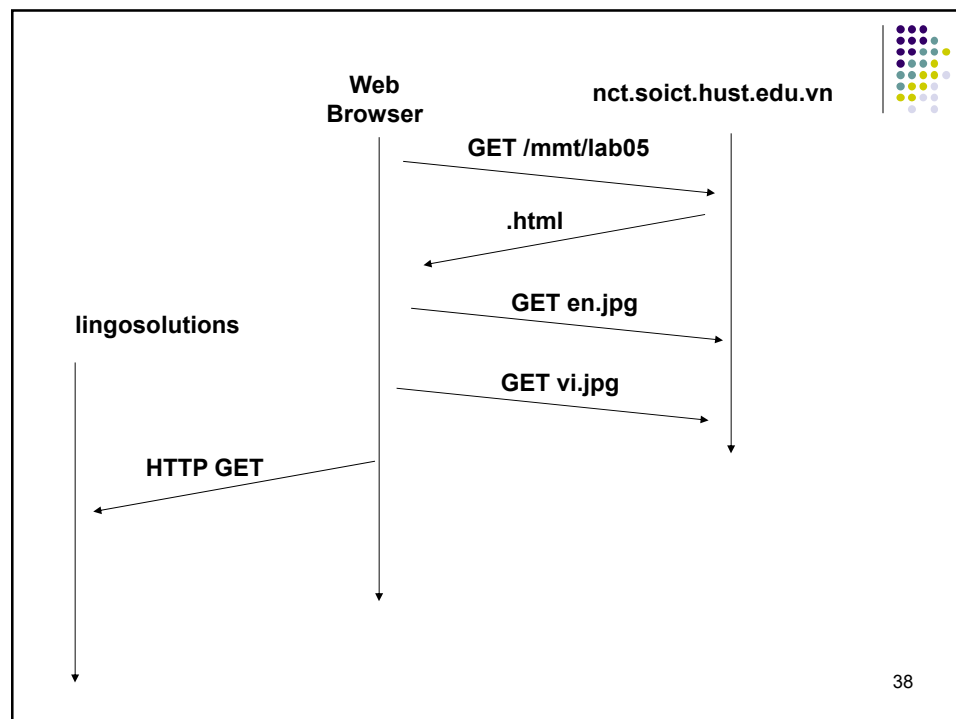 Web
Browser
nct.soict.hust.edu.vn
GET /mmt/lab05
.html
GET en.jpg
lingosolutions
GET vi.jpg
HTTP GET
38